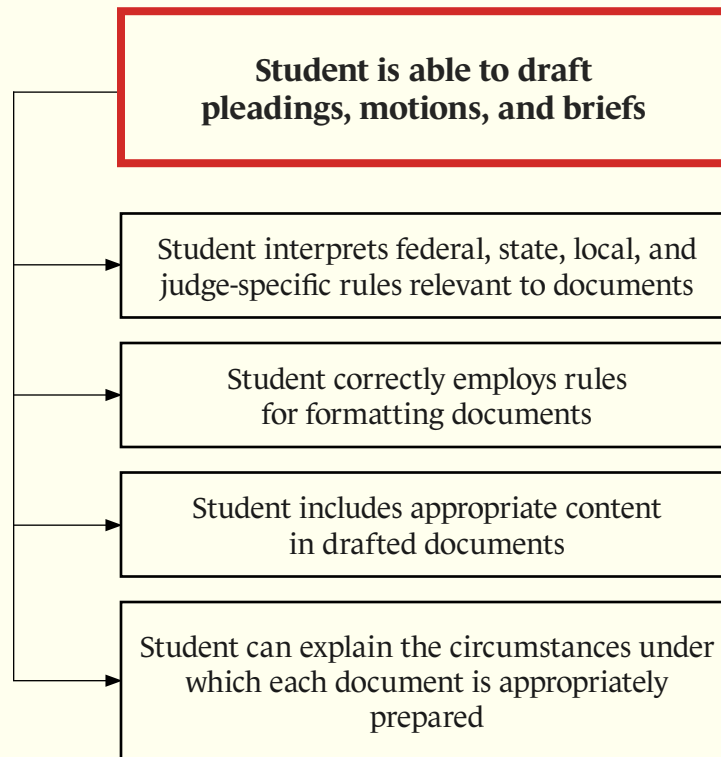 Student is able to draft
pleadings, motions, and briefs
Student interprets federal, state, local, and
judge-specific rules relevant to documents
Student correctly employs rules
for formatting documents
Student includes appropriate content
in drafted documents
Student can explain the circumstances under
which each document is appropriately
prepared